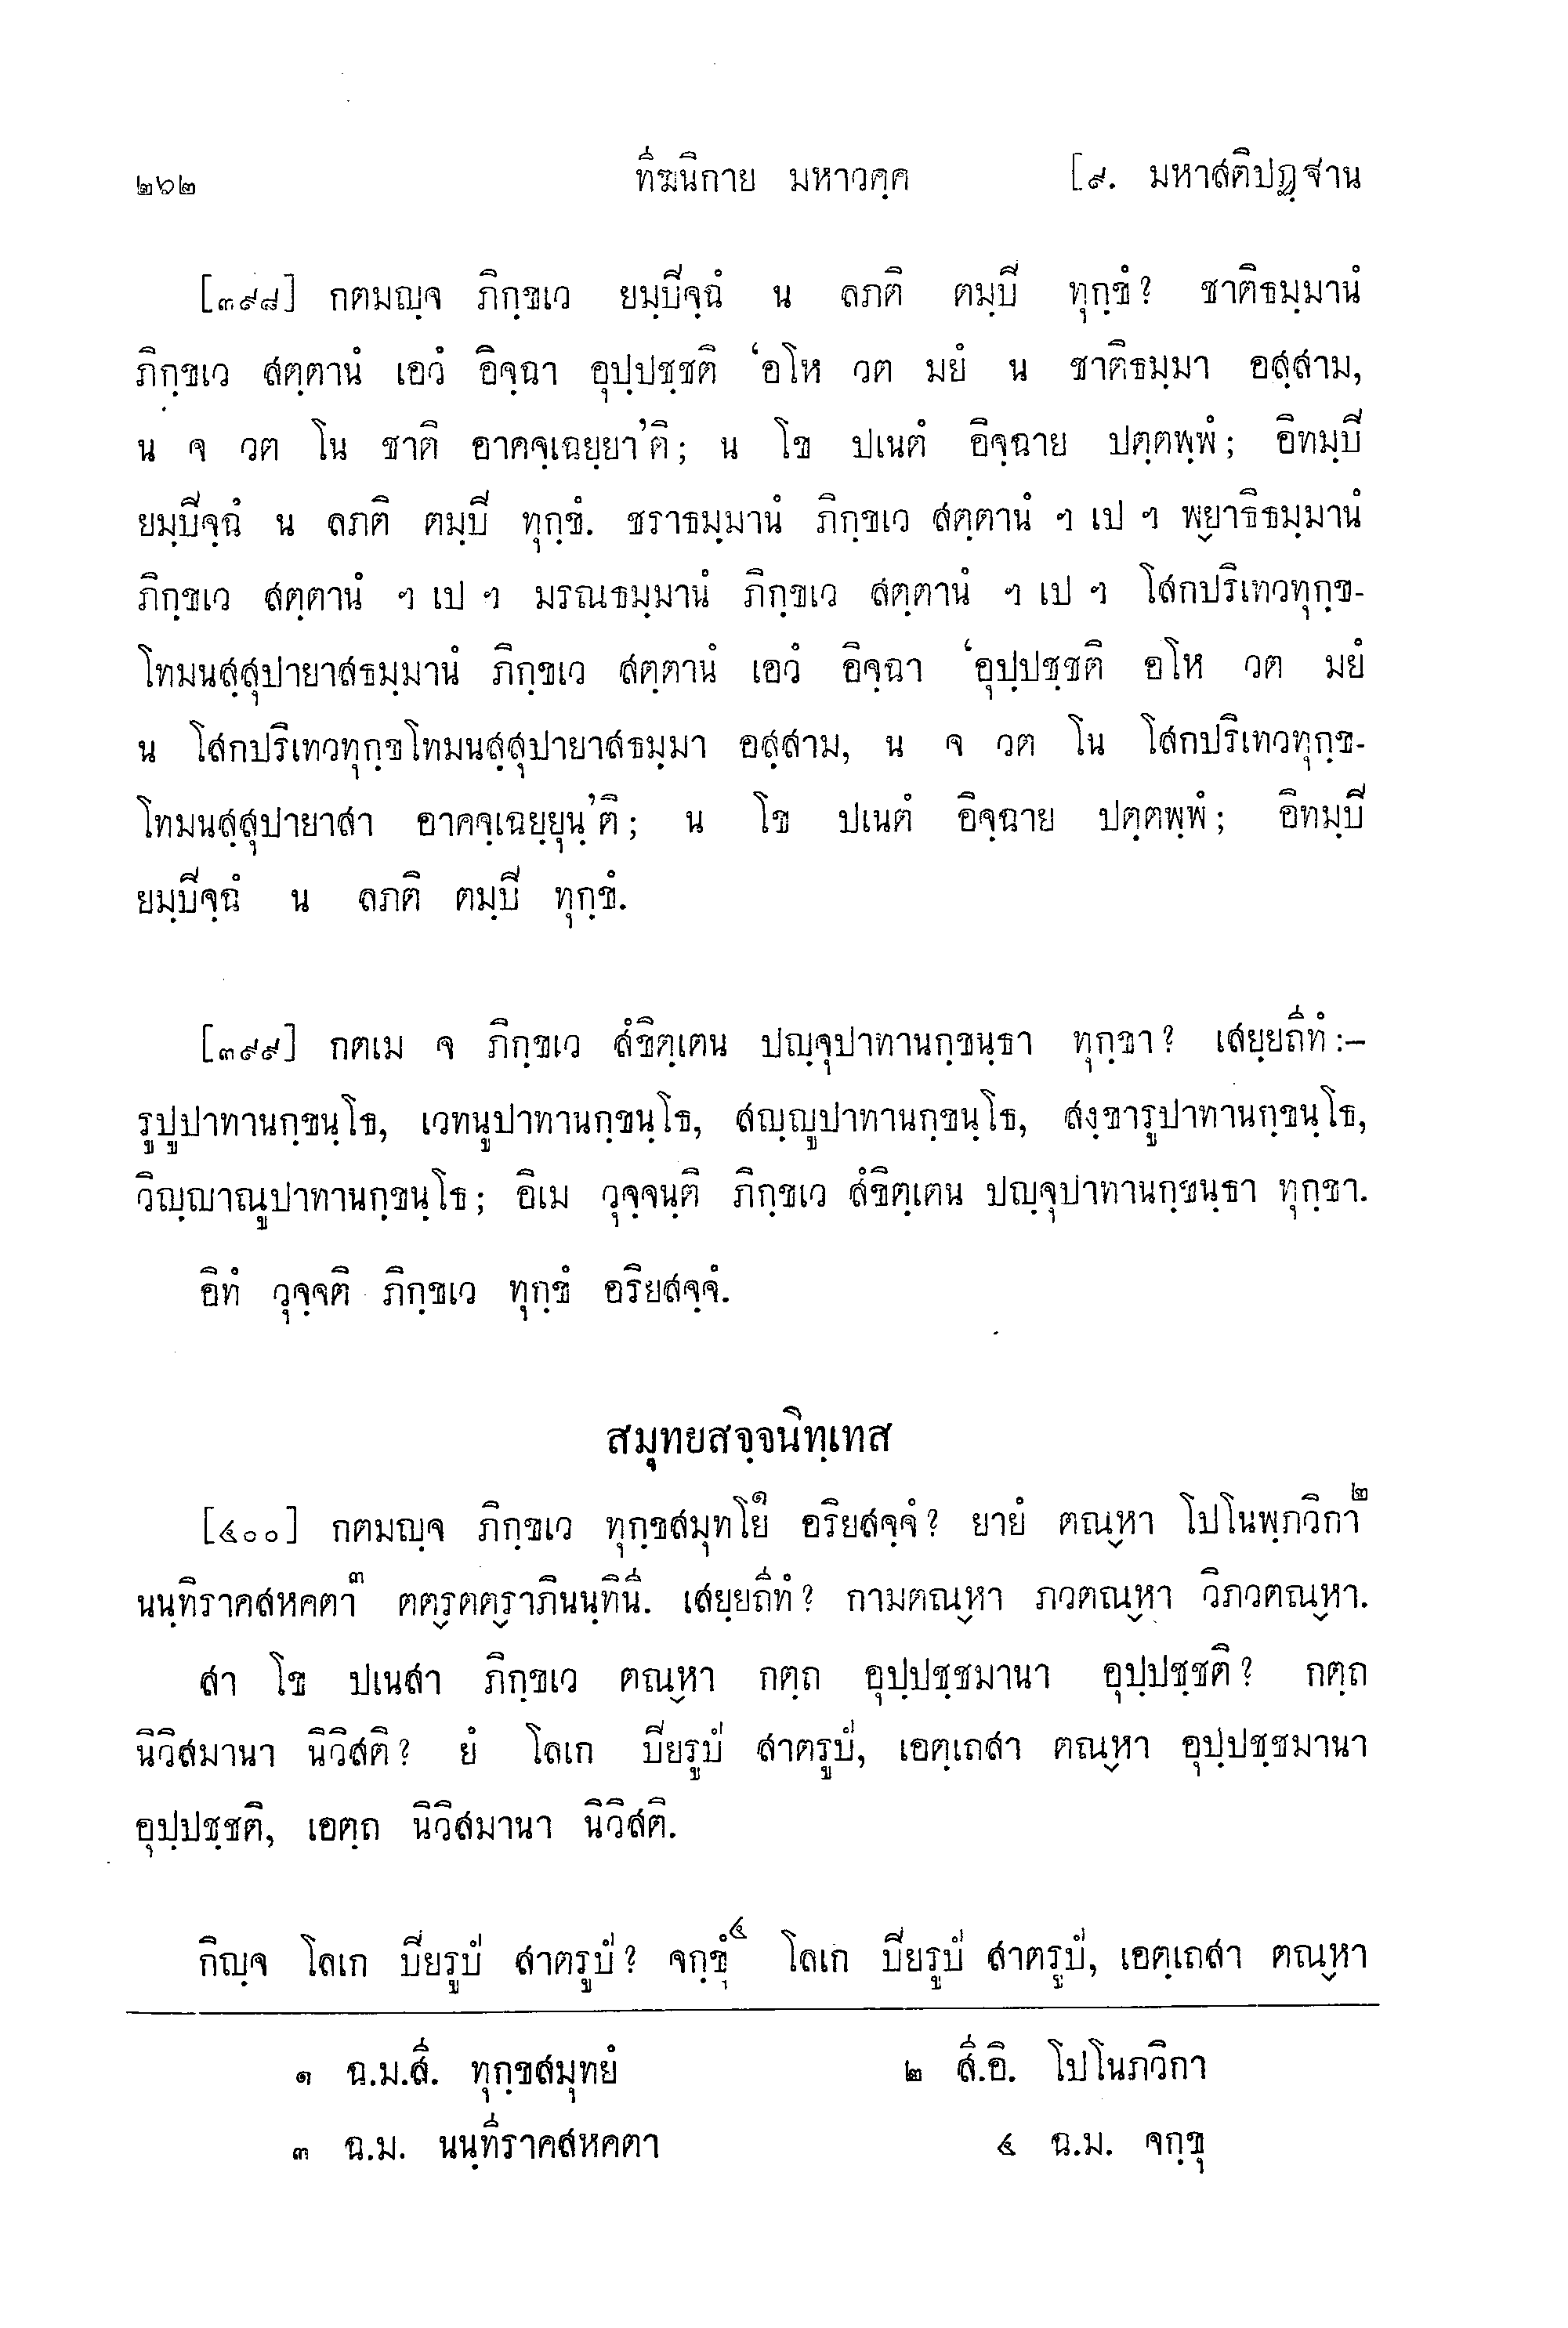 ๒๖๒ ทีฆนิกาย มหาวคฺค [๙. มหาสติปฏฺฐาน
[๓๙๘] กตมญฺจ ภิกฺขเว ยมฺปีจฺฉํ น ลภติ ตมฺปิ ทุกฺขํ? ชาติธมฺมานํ
ภิกฺขเว สตฺตานํ เอวํ อิจฺฉา อุปฺปชฺชติ ‘อโห วต มยํ น ชาติธมฺมา อสฺสาม,
น จ วต โน ชาติ อาคจฺเฉยฺยา’ติ; น โข ปเนตํ อิจฺฉาย ปตฺตพฺพํ; อิทมฺปิ
ยมฺปีจฺฉํ น ลภติ ตมฺปิ ทุกฺขํ. ชราธมฺมานํ ภิกฺขเว สตฺตานํ ฯ เป ฯ พฺยาธิธมฺมานํ
ภิกฺขเว สตฺตานํ ฯ เป ฯ มรณธมฺมานํ ภิกฺขเว สตฺตานํ ฯ เป ฯ โสกปริเทวทุกฺข-
โทมนสฺสุปายาสธมฺมานํ ภิกฺขเว สตฺตานํ เอวํ อิจฺฉา ‘อุปฺปชฺชติ อโห วต มยํ
น โสกปริเทวทุกฺขโทมนสฺสุปายาสธมฺมา อสฺสาม, น จ วต โน โสกปริเทวทุกฺข-
โทมนสฺสุปายาสา อาคจฺเฉยฺยุนฺ’ติ; น โข ปเนตํ อิจฺฉาย ปตฺตพฺพํ; อิทมฺปิ
ยมฺปีจฺฉํ น ลภติ ตมฺปิ ทุกฺขํ.
[๓๙๙] กตเม จ ภิกฺขเว สํขิตฺเตน ปญฺจุปาทานกฺขนฺธา ทุกฺขา? เสยฺยถีทํ :–
รูปูปาทานกฺขนฺโธ, เวทนูปาทานกฺขนฺโธ, สญฺญูปาทานกฺขนฺโธ, สงฺขารูปาทานกฺขนฺโธ,
วิญฺญาณูปาทานกฺขนฺโธ; อิเม วุจฺจนฺติ ภิกฺขเว สํขิตฺเตน ปญฺจุปาทานกฺขนฺธา ทุกฺขา.
อิทํ วุจฺจติ ภิกฺขเว ทุกฺขํ อริยสจฺจํ.
สมุทยสจฺจนิทฺเทส
[๔๐๐] กตมญฺจ ภิกฺขเว ทุกฺขสมุทโย๑ อริยสจฺจํ? ยายํ ตณฺหา โปโนพฺภวิกา๒
นนฺทิราคสหคตา๓ ตตฺรตตฺราภินนฺทินี. เสยฺยถีทํ? กามตณฺหา ภวตณฺหา วิภวตณฺหา.
สา โข ปเนสา ภิกฺขเว ตณฺหา กตฺถ อุปฺปชฺชมานา อุปฺปชฺชติ? กตฺถ
นิวิสมานา นิวิสติ? ยํ โลเก ปิยรูปํ สาตรูปํ, เอตฺเถสา ตณฺหา อุปฺปชฺชมานา
อุปฺปชฺชติ, เอตฺถ นิวิสมานา นิวิสติ.
กิญฺจ โลเก ปิยรูปํ สาตรูปํ? จกฺขุํ๔ โลเก ปิยรูปํ สาตรูปํ, เอตฺเถสา ตณฺหา
๑ ฉ.ม.สี. ทุกฺขสมุทยํ ๒ สี.อิ. โปโนภวิกา
๓ ฉ.ม. นนฺทีราคสหคตา ๔ ฉ.ม. จกฺขุ